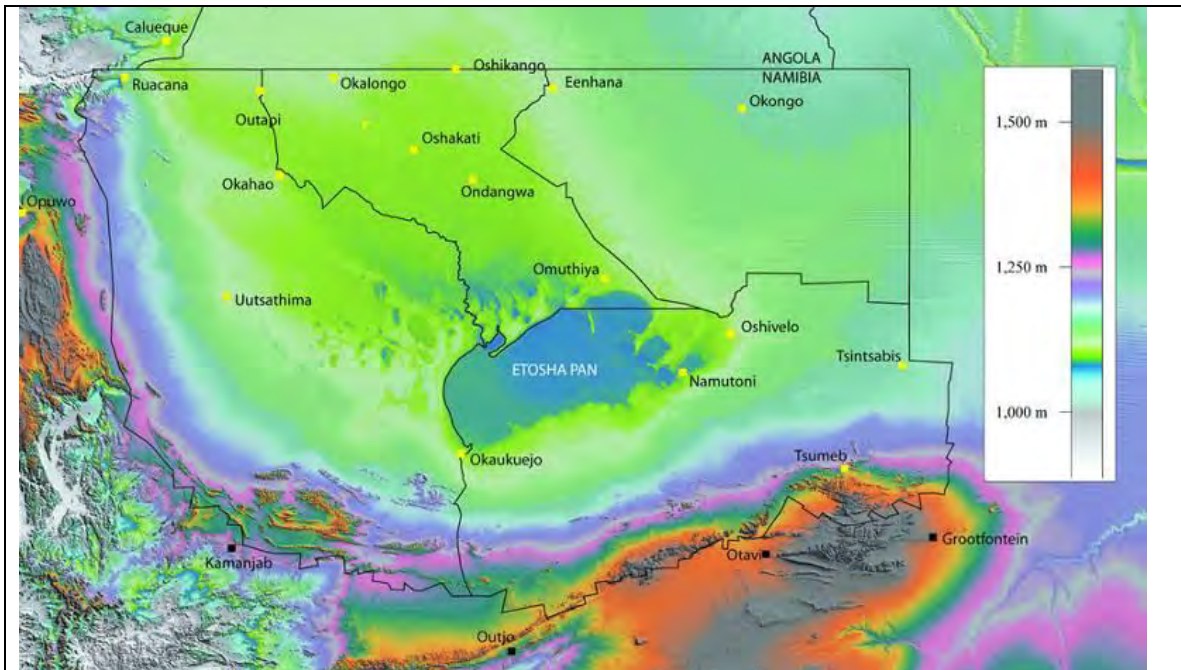 Calueque
ANGOLA
NAMIBIA
Oshikango
Ruacana
Okalongo
Eenhana
Okongo
Outapi
Oshakati
Okahao
Ondangwa
Opuwo
Omuthiya
Uutsathima
Oshivelo
Tsintsabis
ETOSHA PAN
Namutoni
Okaukuejo
Tsumeb
Grootfontein
Otavi
Kamanjab
Outjo
1,500 m
1,250 m
1,000 m